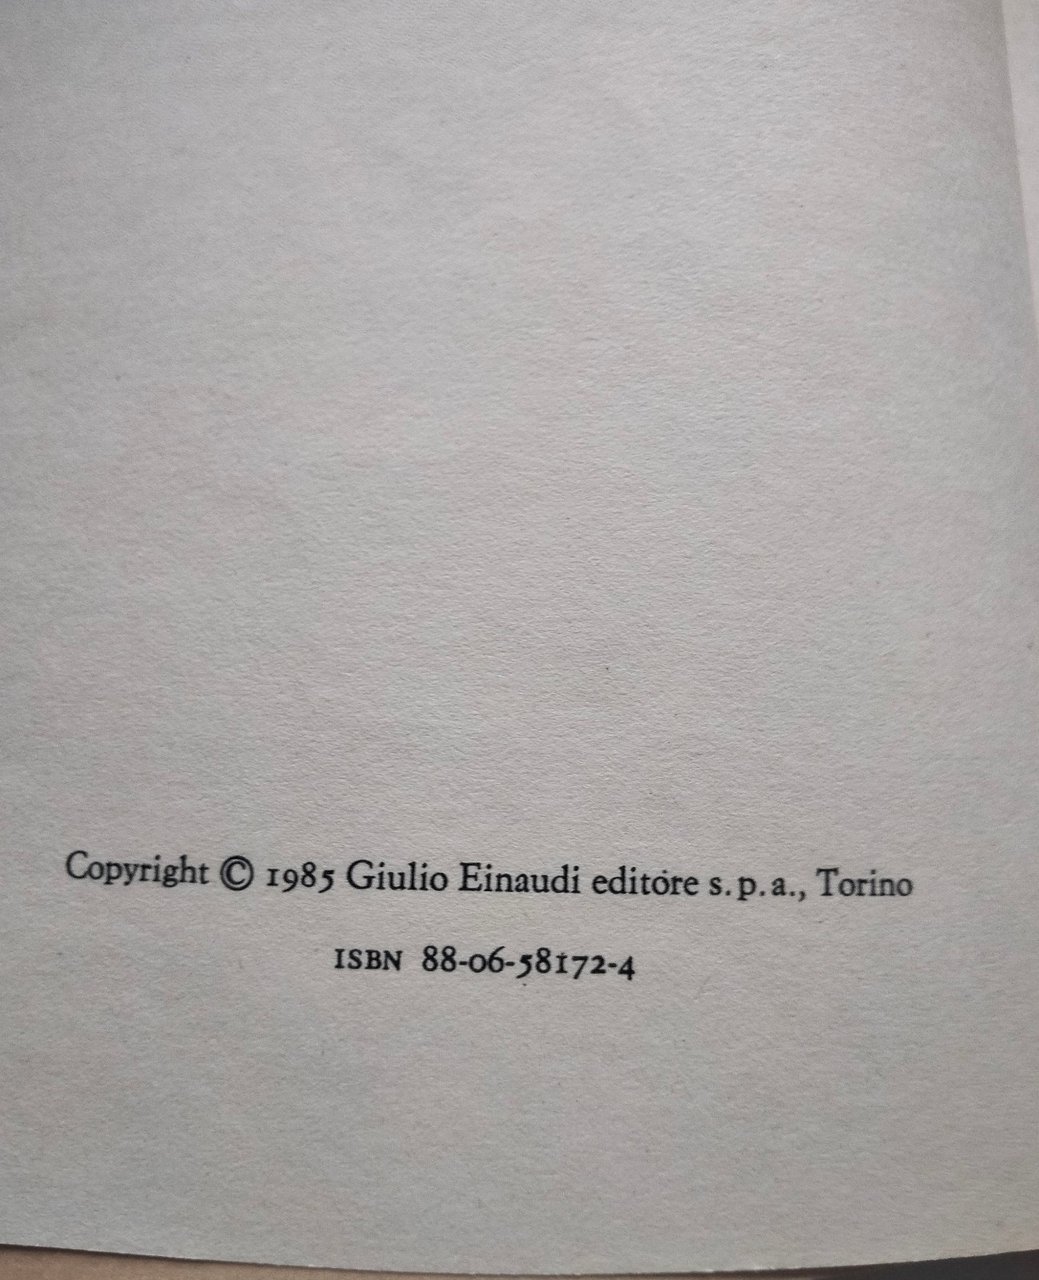 Copyright © 1985 Giulio Einaudi editore s.p.a., Torino
ISBN 88-06-58172-4